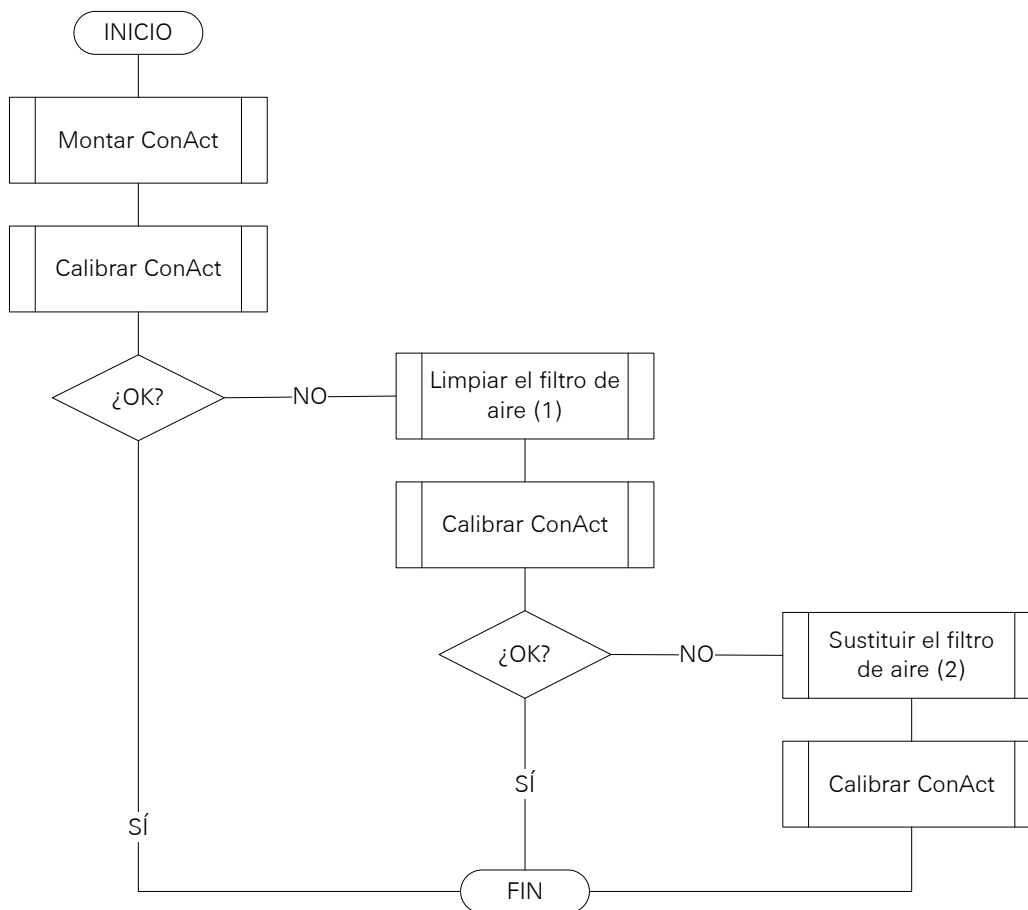 INICIO
Montar ConAct
Calibrar ConAct
¿OK?
NO
Limpiar el filtro de
aire (1)
Calibrar ConAct
¿OK?
NO
Sustituir el filtro
de aire (2)
Calibrar ConAct
SÍ
SÍ
FIN